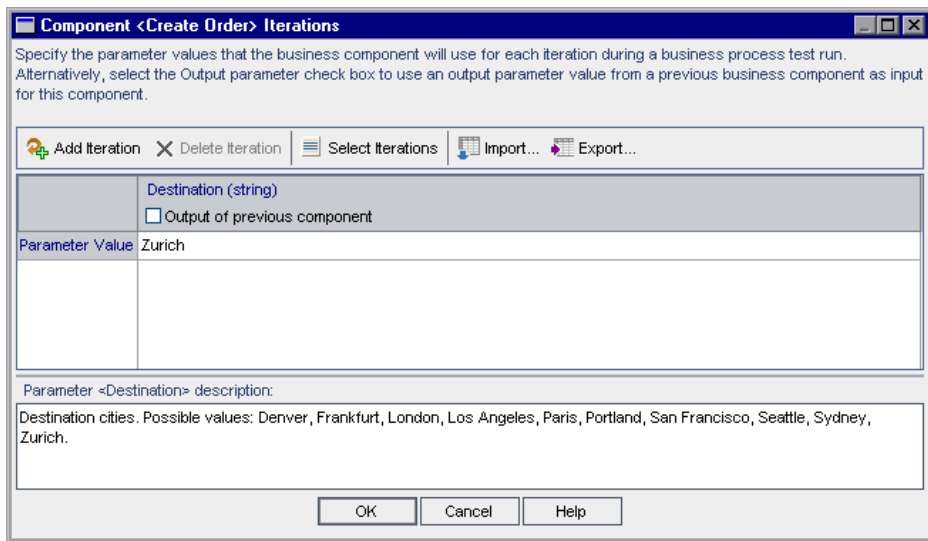 Component <Create Order> Iterations
Specify the parameter values that the business component will use for each iteration during a business process test run.
Alternatively, select the Output parameter check box to use an output parameter value from a previous business component as input
for this component.
Add Iteration Delete Iteration Select Iterations Import... Export...
Destination (string)
Output of previous component
Parameter Value Zurich
Parameter <Destination> description:
Destination cities. Possible values: Denver, Frankfurt, London, Los Angeles, Paris, Portland, San Francisco, Seattle, Sydney,
Zurich.
OK Cancel Help